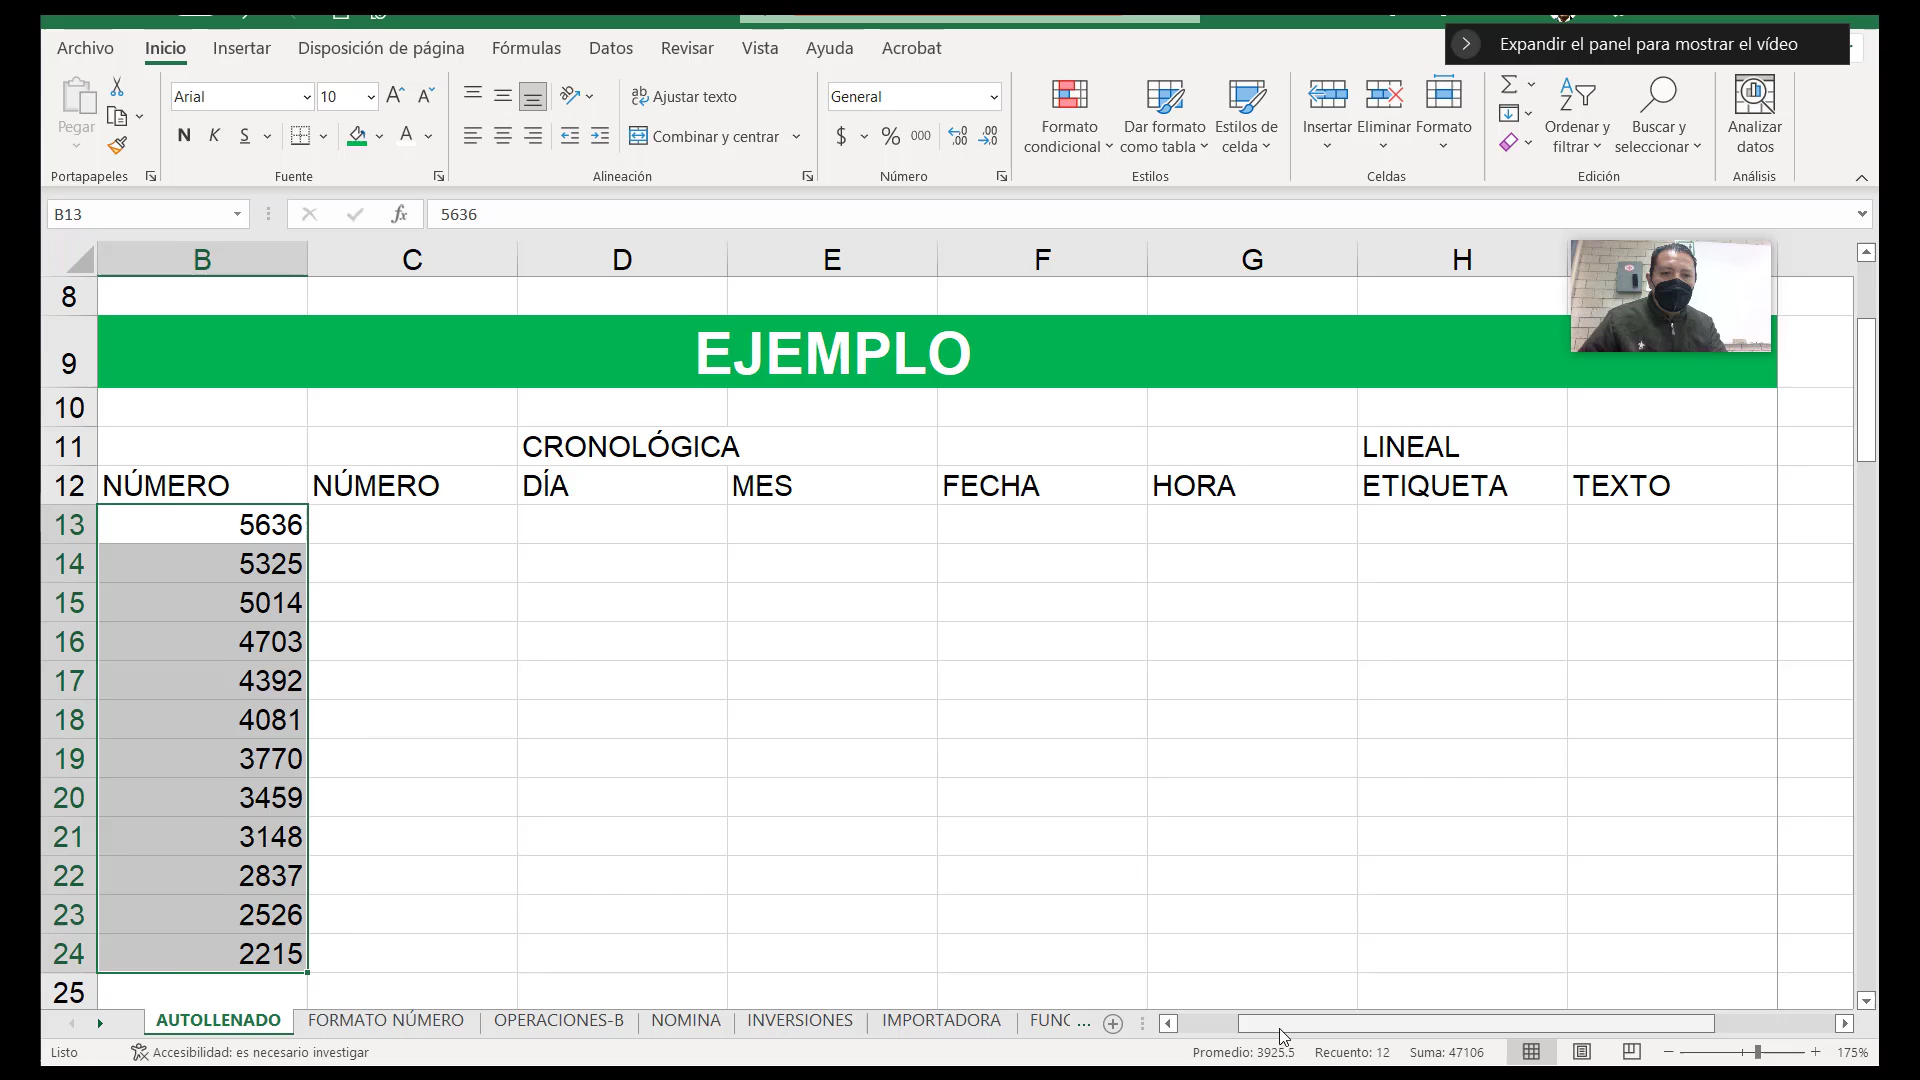 Expandir el panel para mostrar el vídeo
Archivo Inicio Insertar Disposición de página Fórmulas Datos Revisar Vista Ayuda Acrobat
Pegar
Arial 10
N K S
A
Ajustar texto
Combinar y centrar
General
$ % 000
Formato condicional
Dar formato como tabla
Estilos de celda
Insertar Eliminar Formato
Ordenar y filtrar
Buscar y seleccionar
Analizar datos
Portapapeles Fuente Alineación Número Estilos Celdas Edición Análisis
B13 fx 5636
B C D E F G H
8
9 EJEMPLO
10
11 CRONOLÓGICA LINEAL
12 NÚMERO NÚMERO DÍA MES FECHA HORA ETIQUETA TEXTO
13 5636
14 5325
15 5014
16 4703
17 4392
18 4081
19 3770
20 3459
21 3148
22 2837
23 2526
24 2215
25
AUTOLLENADO FORMATO NÚMERO OPERACIONES-B NOMINA INVERSIONES IMPORTADORA FUNC ...
Listo Accesibilidad: es necesario investigar Promedio: 3925.5 Recuento: 12 Suma: 47106 175%